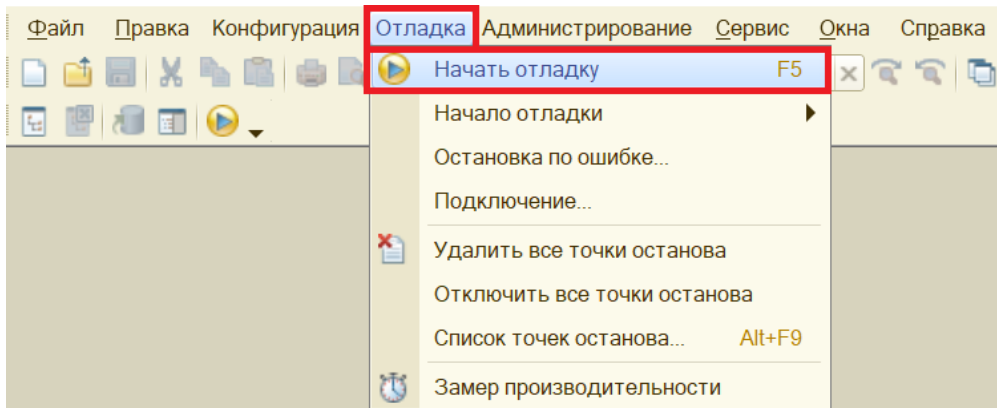 Файл Правка Конфигурация Отладка Администрирование Сервис Окна Справка
Начать отладку F5
Начало отладки
Остановка по ошибке...
Подключение...
Удалить все точки останова
Отключить все точки останова
Список точек останова... Alt+F9
Замер производительности